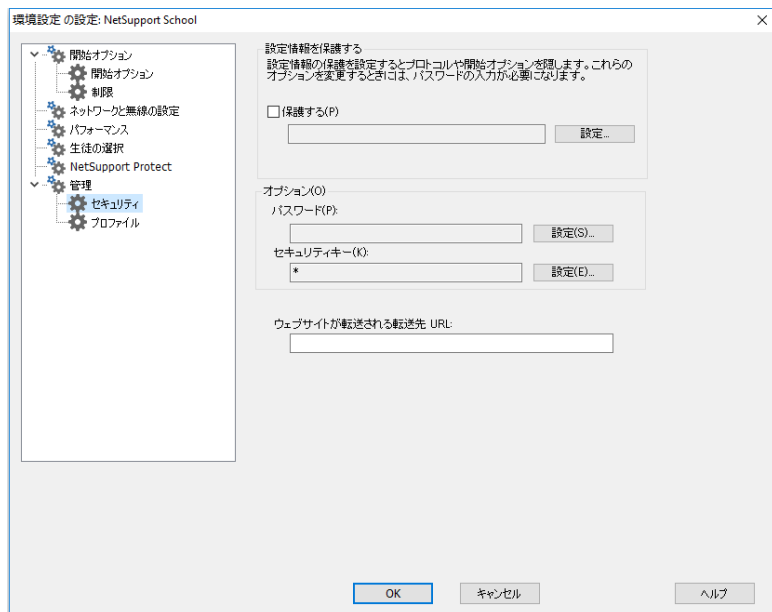 環境設定 の設定: NetSupport School
開始オプション
開始オプション
制限
ネットワークと無線の設定
パフォーマンス
生徒の選択
NetSupport Protect
管理
セキュリティ
プロファイル
設定情報を保護する
設定情報の保護を設定するとプロトコルや開始オプションを隠します。これらの
オプションを変更するときには、パスワードの入力が必要になります。
保護する(P)
設定...
オプション(O)
パスワード(P):
設定(S)...
セキュリティキー(K):
*
設定(E)...
ウェブサイトが転送される転送先 URL:
OK
キャンセル
ヘルプ